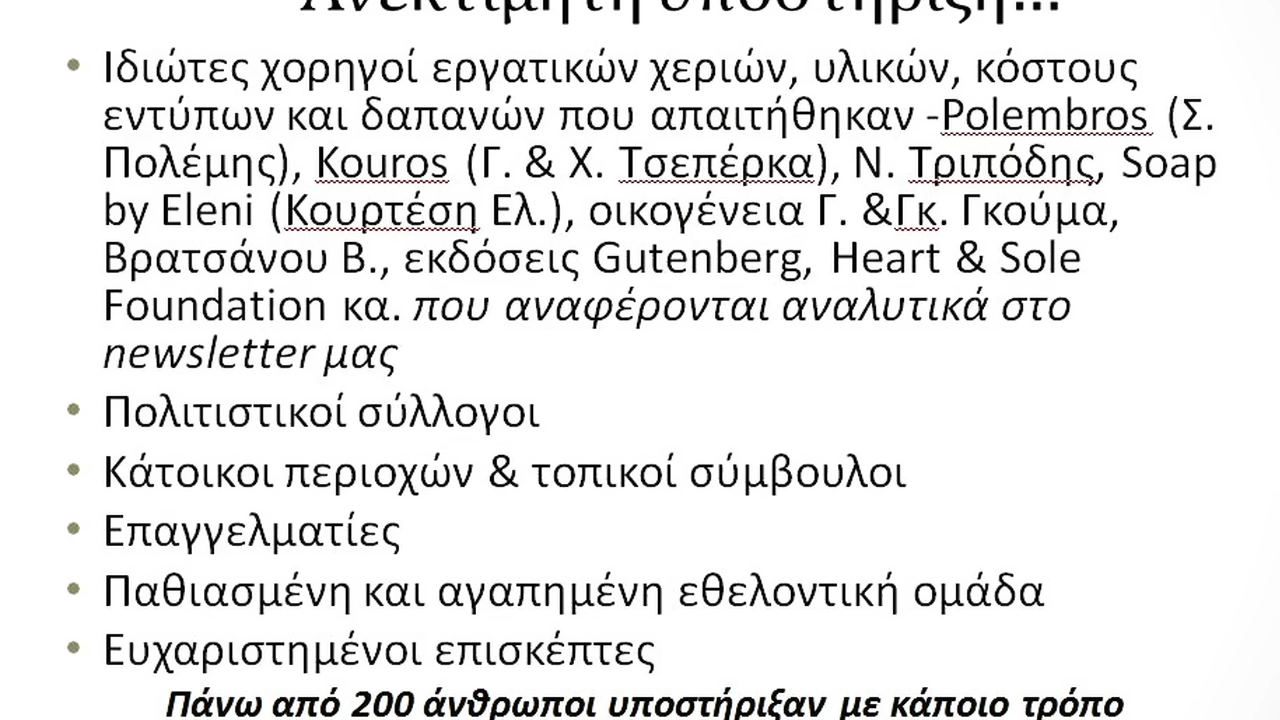 Ανεκτίμητη υποστήριξη...
• Ιδιώτες χορηγοί εργατικών χεριών, υλικών, κόστους
εντύπων και δαπανών που απαιτήθηκαν -Polembros (Σ.
Πολέμης), Kouros (Γ. & Χ. Τσεπέρκα), Ν. Τριπόδης, Soap
by Eleni (Κουρτέση Ελ.), οικογένεια Γ. &Γκ. Γκούμα,
Βρατσάνου Β., εκδόσεις Gutenberg, Heart & Sole
Foundation κα. που αναφέρονται αναλυτικά στο
newsletter μας
• Πολιτιστικοί σύλλογοι
• Κάτοικοι περιοχών & τοπικοί σύμβουλοι
• Επαγγελματίες
• Παθιασμένη και αγαπημένη εθελοντική ομάδα
• Ευχαριστημένοι επισκέπτες
Πάνω από 200 άνθρωποι υποστήριξαν με κάποιο τρόπο